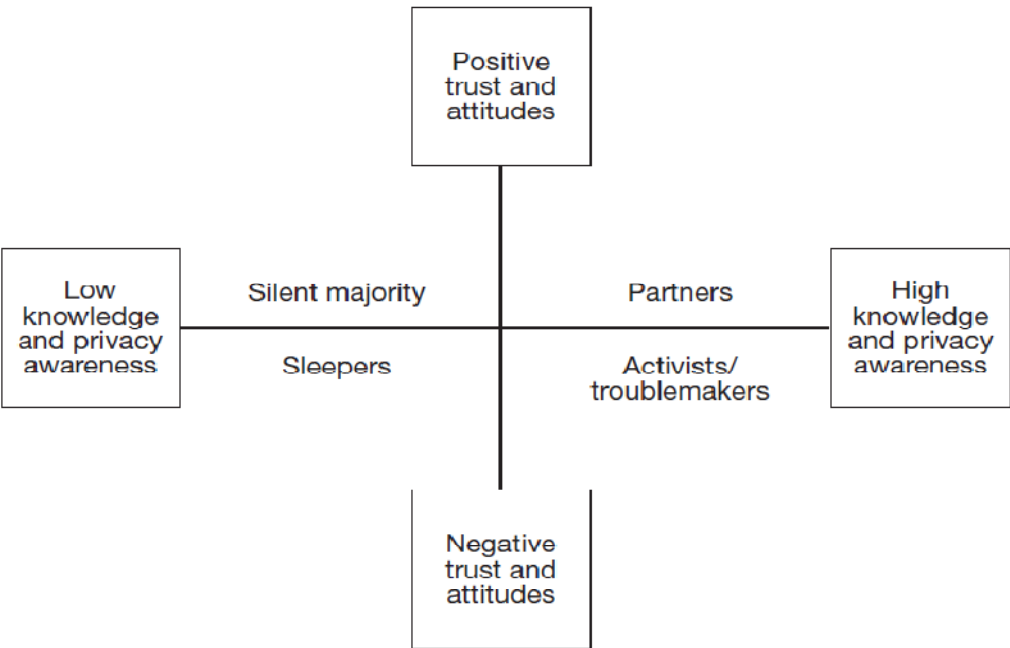 Positive
trust and
attitudes
Low
knowledge
and privacy
awareness
Silent majority
Partners
High
knowledge
and privacy
awareness
Sleepers
Activists/
troublemakers
Negative
trust and
attitudes